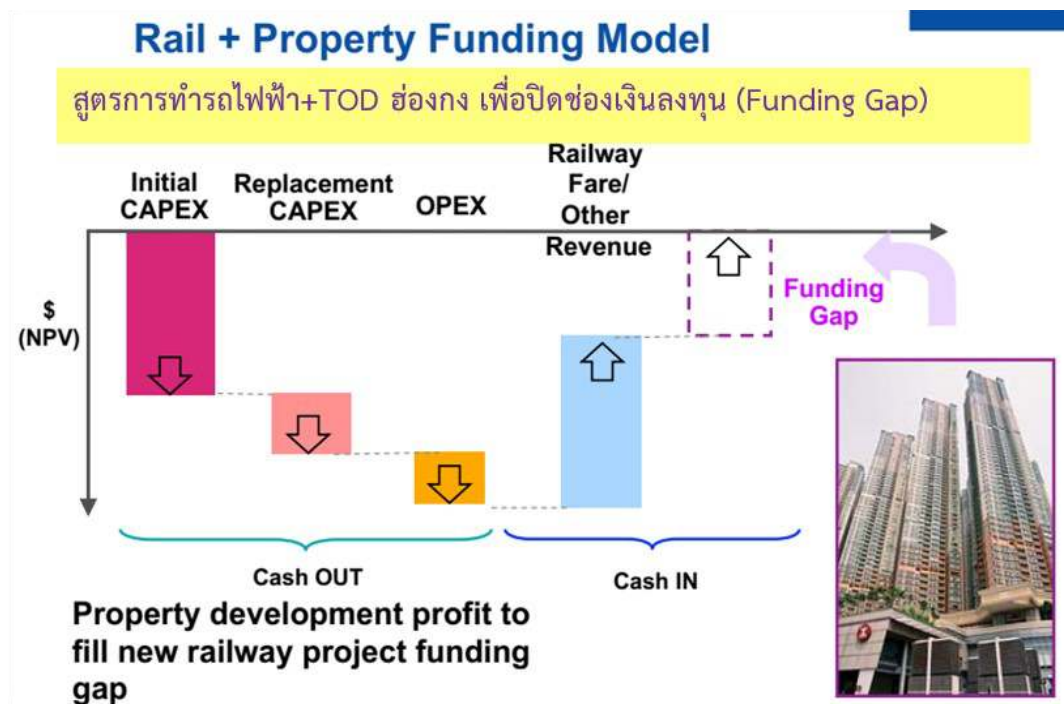 Rail + Property Funding Model
สูตรการทำรถไฟฟ้า+TOD ฮ่องกง เพื่อปิดช่องเงินลงทุน (Funding Gap)
Initial
CAPEX
Replacement
CAPEX
OPEX
Railway
Fare/
Other
Revenue
$
(NPV)
Funding
Gap
Cash OUT
Cash IN
Property development profit to
fill new railway project funding
gap